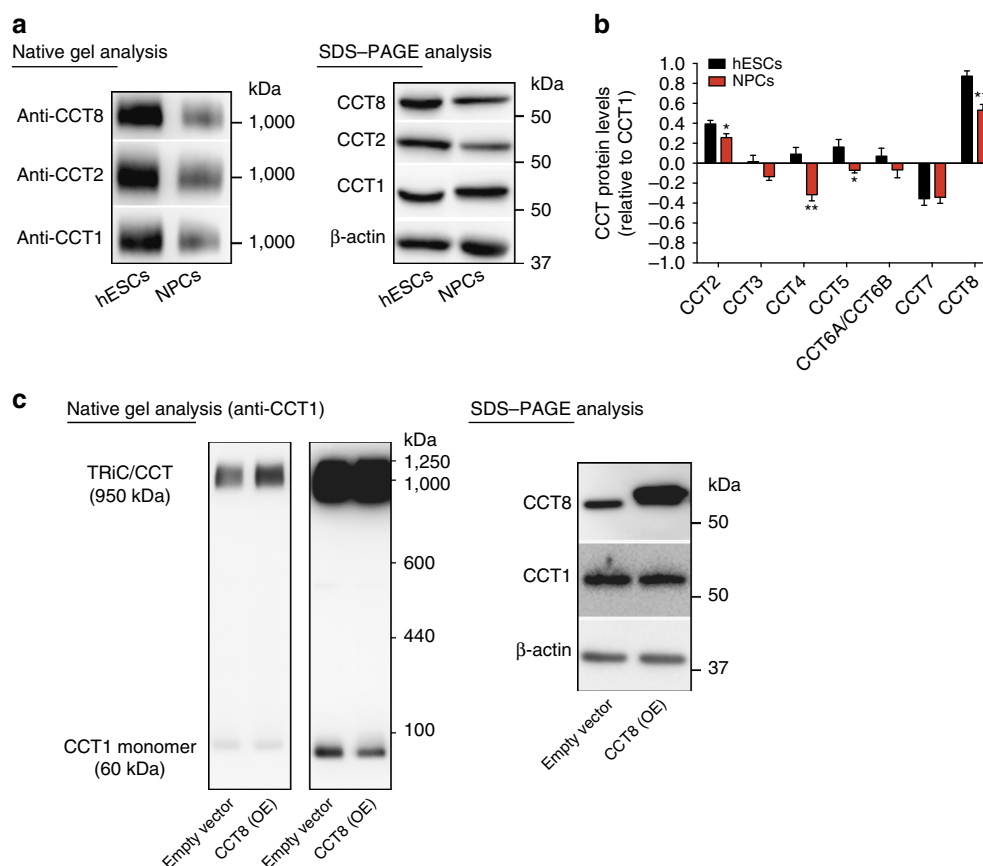 a
Native gel analysis
SDS–PAGE analysis
kDa
Anti-CCT8
1,000
Anti-CCT2
1,000
Anti-CCT1
1,000
hESCs
NPCs
kDa
CCT8
50
CCT2
50
CCT1
50
β-actin
37
hESCs
NPCs
b
hESCs
NPCs
CCT protein levels
(relative to CCT1)
1.0
0.8
0.6
0.4
0.2
0.0
−0.2
−0.4
−0.6
−0.8
−1.0
*
**
*
**
CCT2
CCT3
CCT4
CCT5
CCT6A/CCT6B
CCT7
CCT8
c
Native gel analysis (anti-CCT1)
kDa
TRiC/CCT
(950 kDa)
1,250
1,000
600
440
100
CCT1 monomer
(60 kDa)
Empty vector
CCT8 (OE)
Empty vector
CCT8 (OE)
SDS–PAGE analysis
kDa
CCT8
50
CCT1
50
β-actin
37
Empty vector
CCT8 (OE)